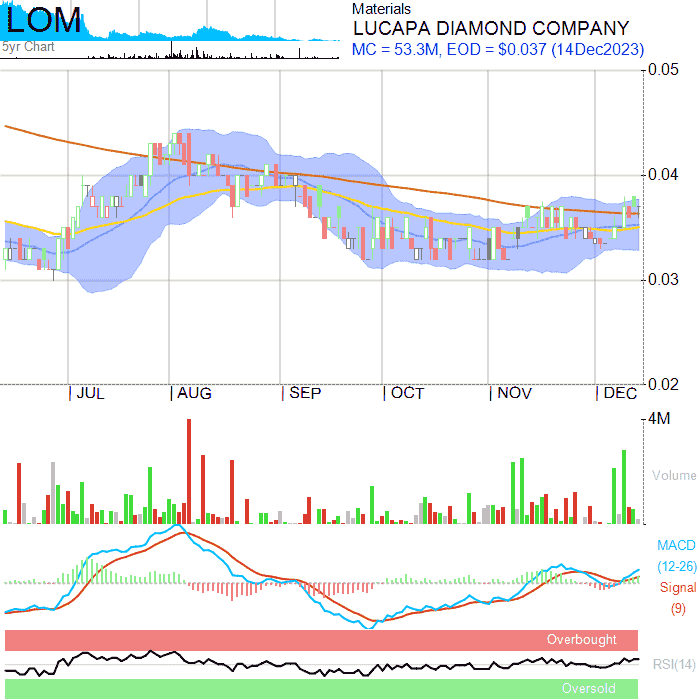 LOM
5yr Chart
Materials
LUCAPA DIAMOND COMPANY
MC = 53.3M, EOD = $0.037 (14Dec2023)
0.05
0.04
0.03
0.02
JUL AUG SEP OCT NOV DEC
4M
Volume
MACD
(12-26)
Signal
(9)
Overbought
RSI(14)
Oversold